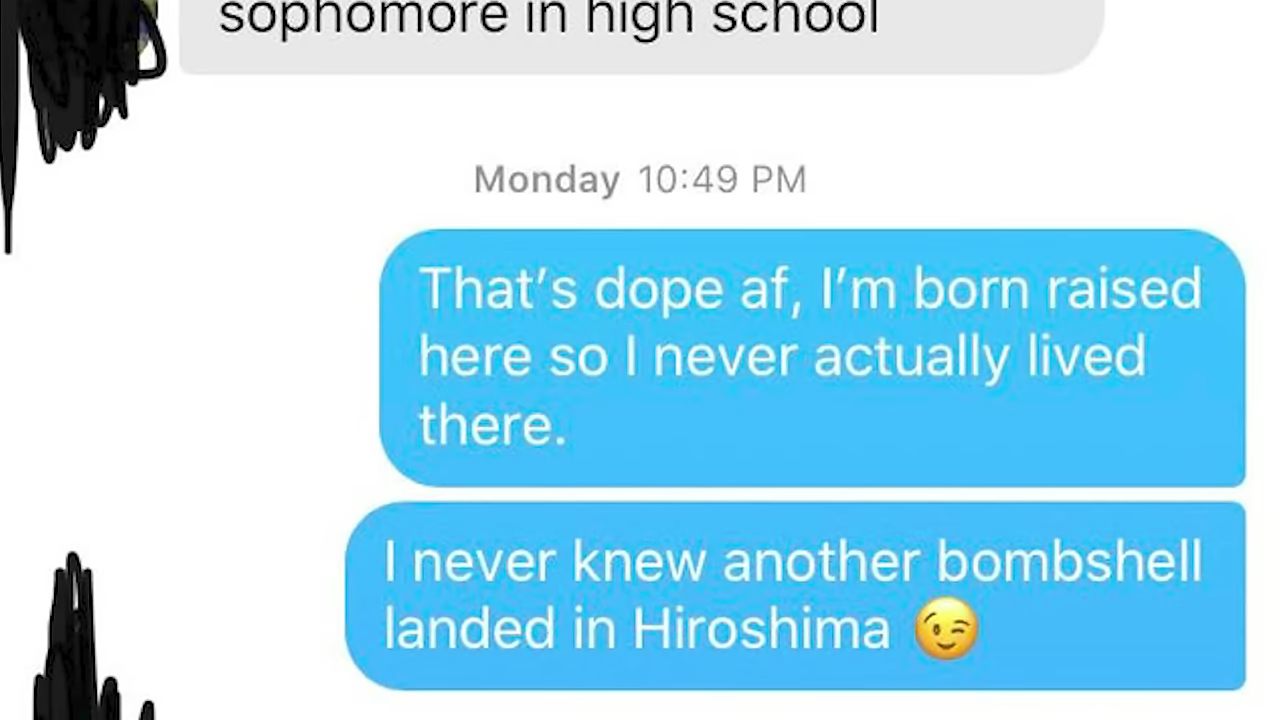 sophomore in high school
Monday 10:49 PM
That’s dope af, I’m born raised
here so I never actually lived
there.
I never knew another bombshell
landed in Hiroshima 😉